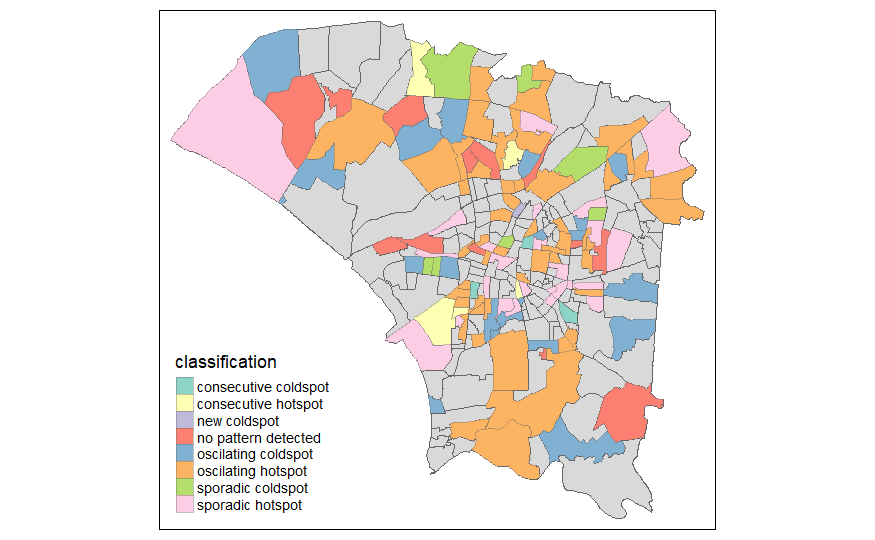 classification
consecutive coldspot
consecutive hotspot
new coldspot
no pattern detected
oscilating coldspot
oscilating hotspot
sporadic coldspot
sporadic hotspot